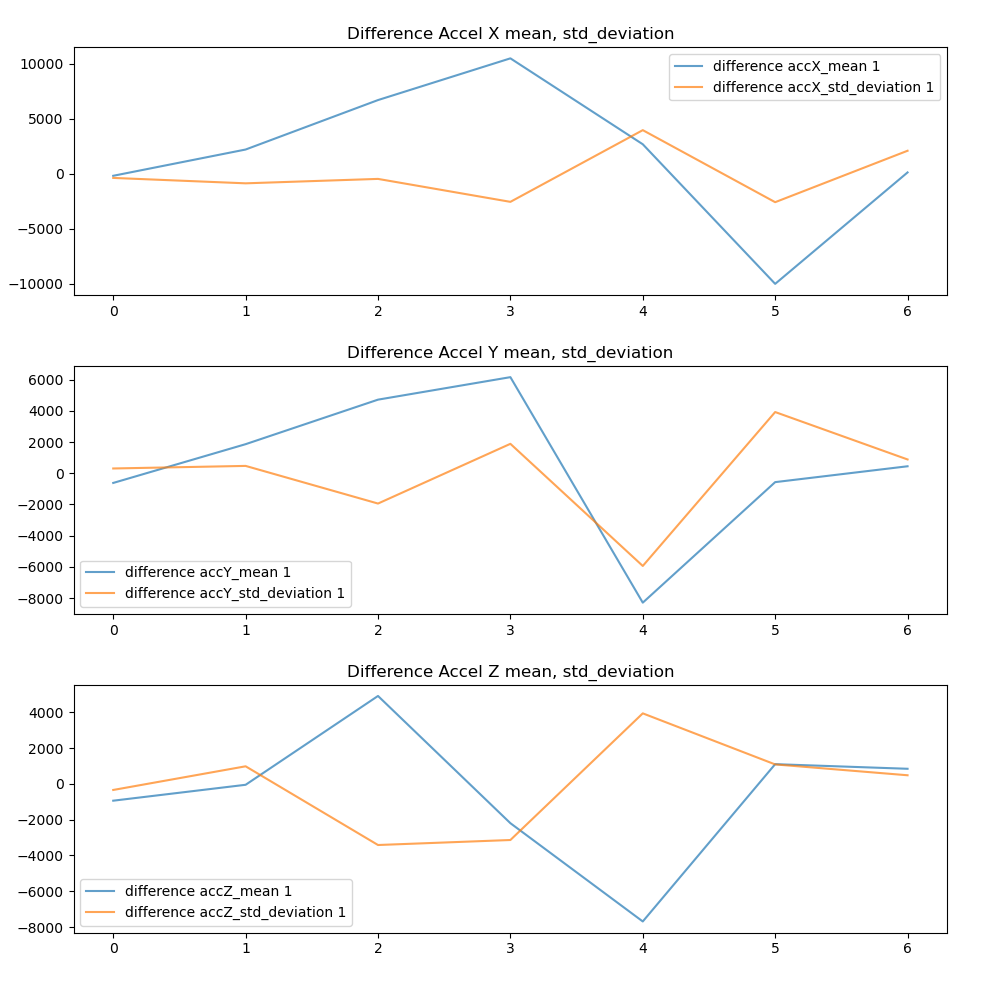 Difference Accel X mean, std_deviation
10000
5000
0
−5000
−10000
difference accX_mean 1
difference accX_std_deviation 1
0 1 2 3 4 5 6
Difference Accel Y mean, std_deviation
6000
4000
2000
0
−2000
−4000
−6000
−8000
difference accY_mean 1
difference accY_std_deviation 1
0 1 2 3 4 5 6
Difference Accel Z mean, std_deviation
4000
2000
0
−2000
−4000
−6000
−8000
difference accZ_mean 1
difference accZ_std_deviation 1
0 1 2 3 4 5 6